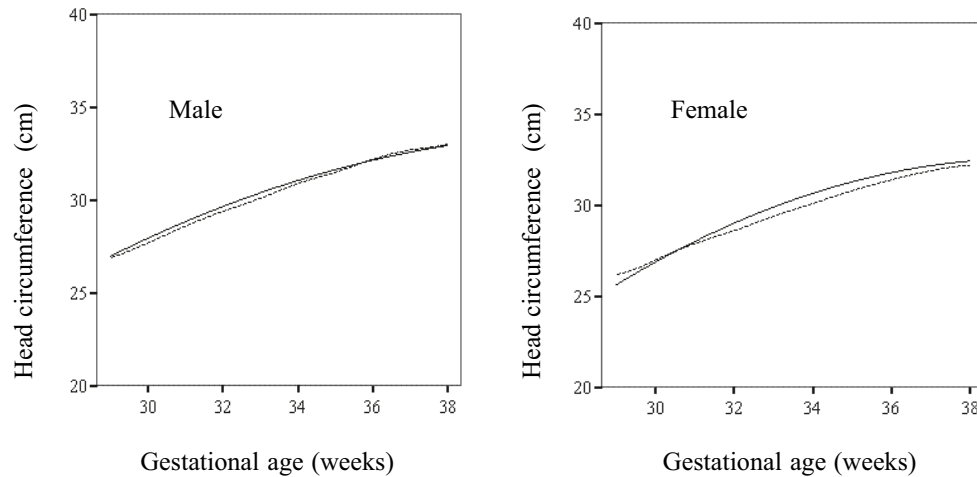 40
35
30
25
20
Head circumference (cm)
Male
30 32 34 36 38
Gestational age (weeks)
40
35
30
25
20
Head circumference (cm)
Female
30 32 34 36 38
Gestational age (weeks)